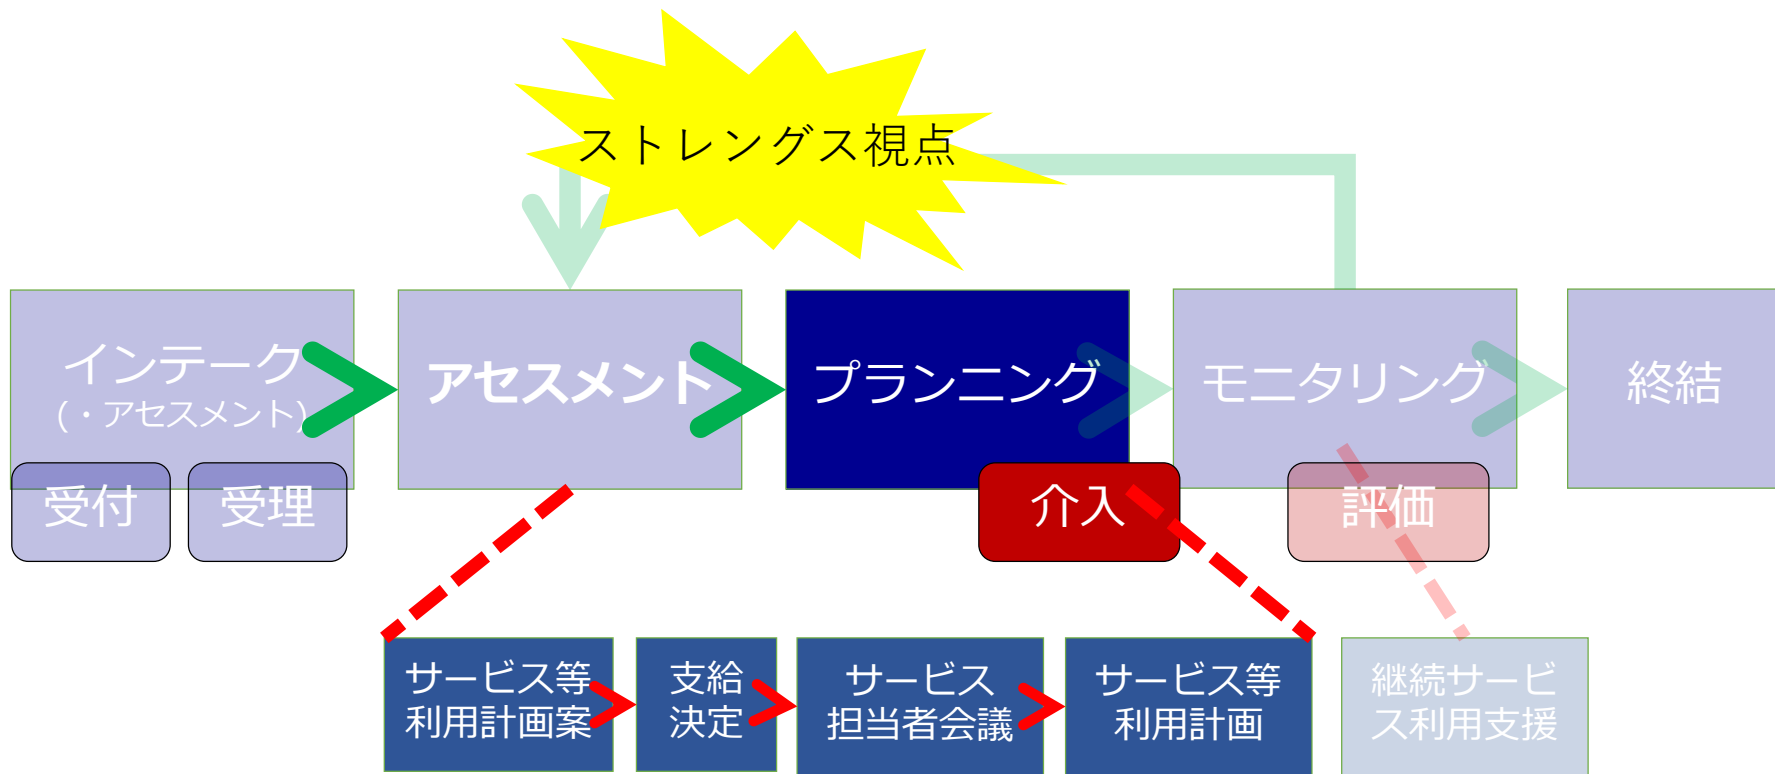 ストレングス視点
インテーク
(・アセスメント)
アセスメント
プランニング
モニタリング
終結
受付
受理
介入
評価
サービス等
利用計画案
支給
決定
サービス
担当者会議
サービス等
利用計画
継続サービ
ス利用支援